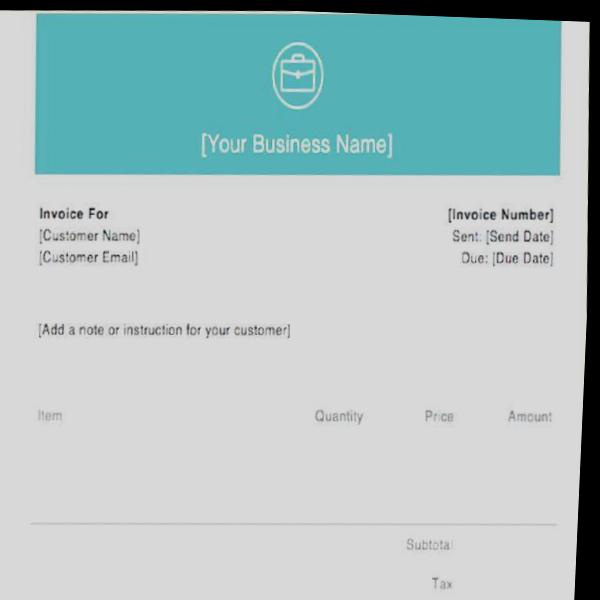 [Your Business Name]
Invoice For
[Invoice Number]
[Customer Name]
Sent: [Send Date]
[Customer Email]
Due: [Due Date]
[Add a note or instruction for your customer]
Item Quantity Price Amount
Subtotal
Tax